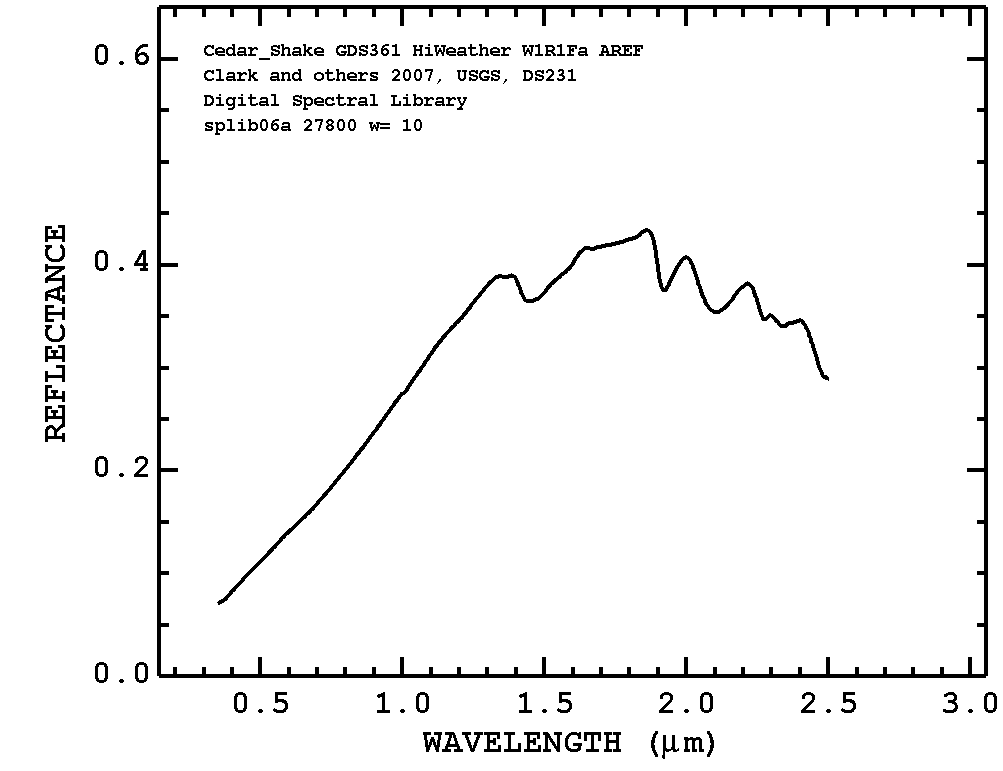 Cedar_Shake GDS361 HiWeather W1R1Fa AREF
Clark and others 2007, USGS, DS231
Digital Spectral Library
splib06a 27800 w= 10
0.6
0.4
0.2
0.0
REFLECTANCE
0.5 1.0 1.5 2.0 2.5 3.0
WAVELENGTH (μm)